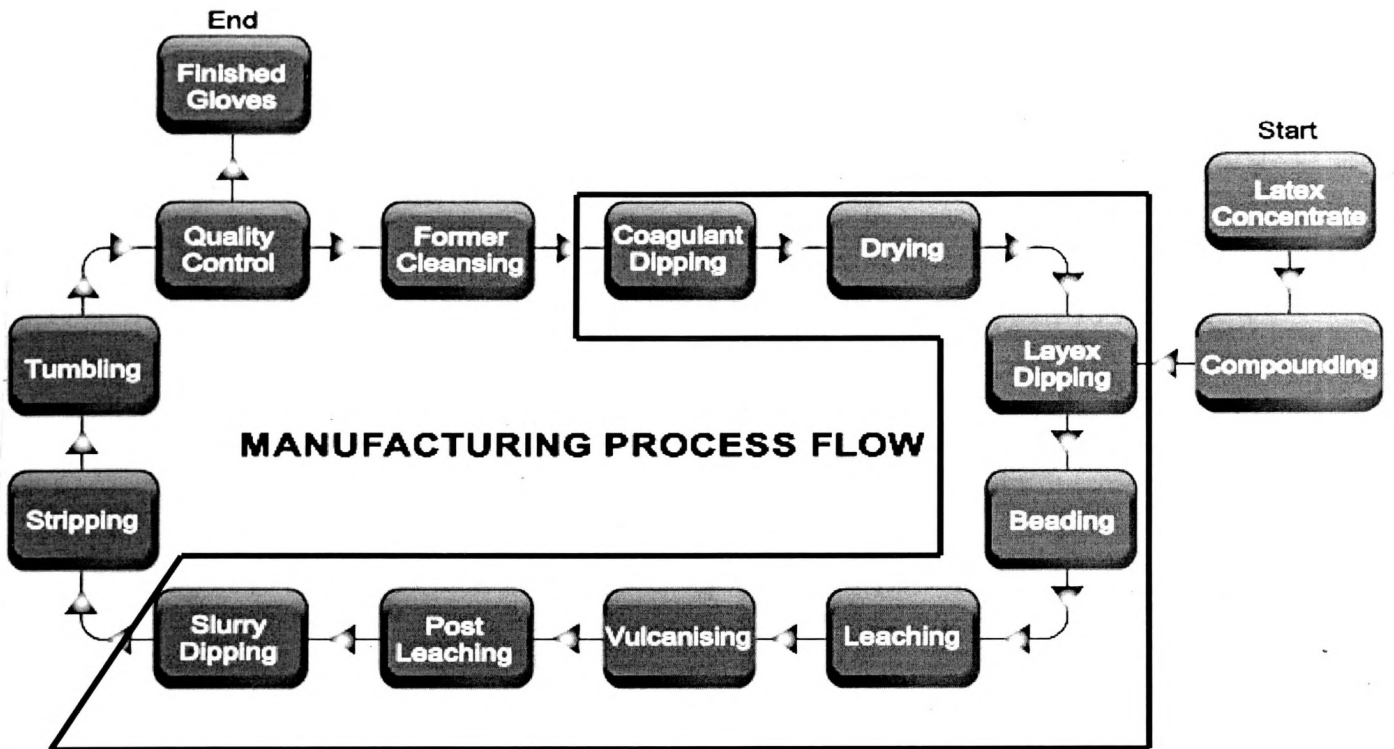 End
Finished
Gloves
Start
Latex
Concentrate
Quality
Control
Former
Cleansing
Coagulant
Dipping
Drying
Tumbling
Layex
Dipping
Compounding
MANUFACTURING PROCESS FLOW
Stripping
Beading
Slurry
Dipping
Post
Leaching
Vulcanising
Leaching